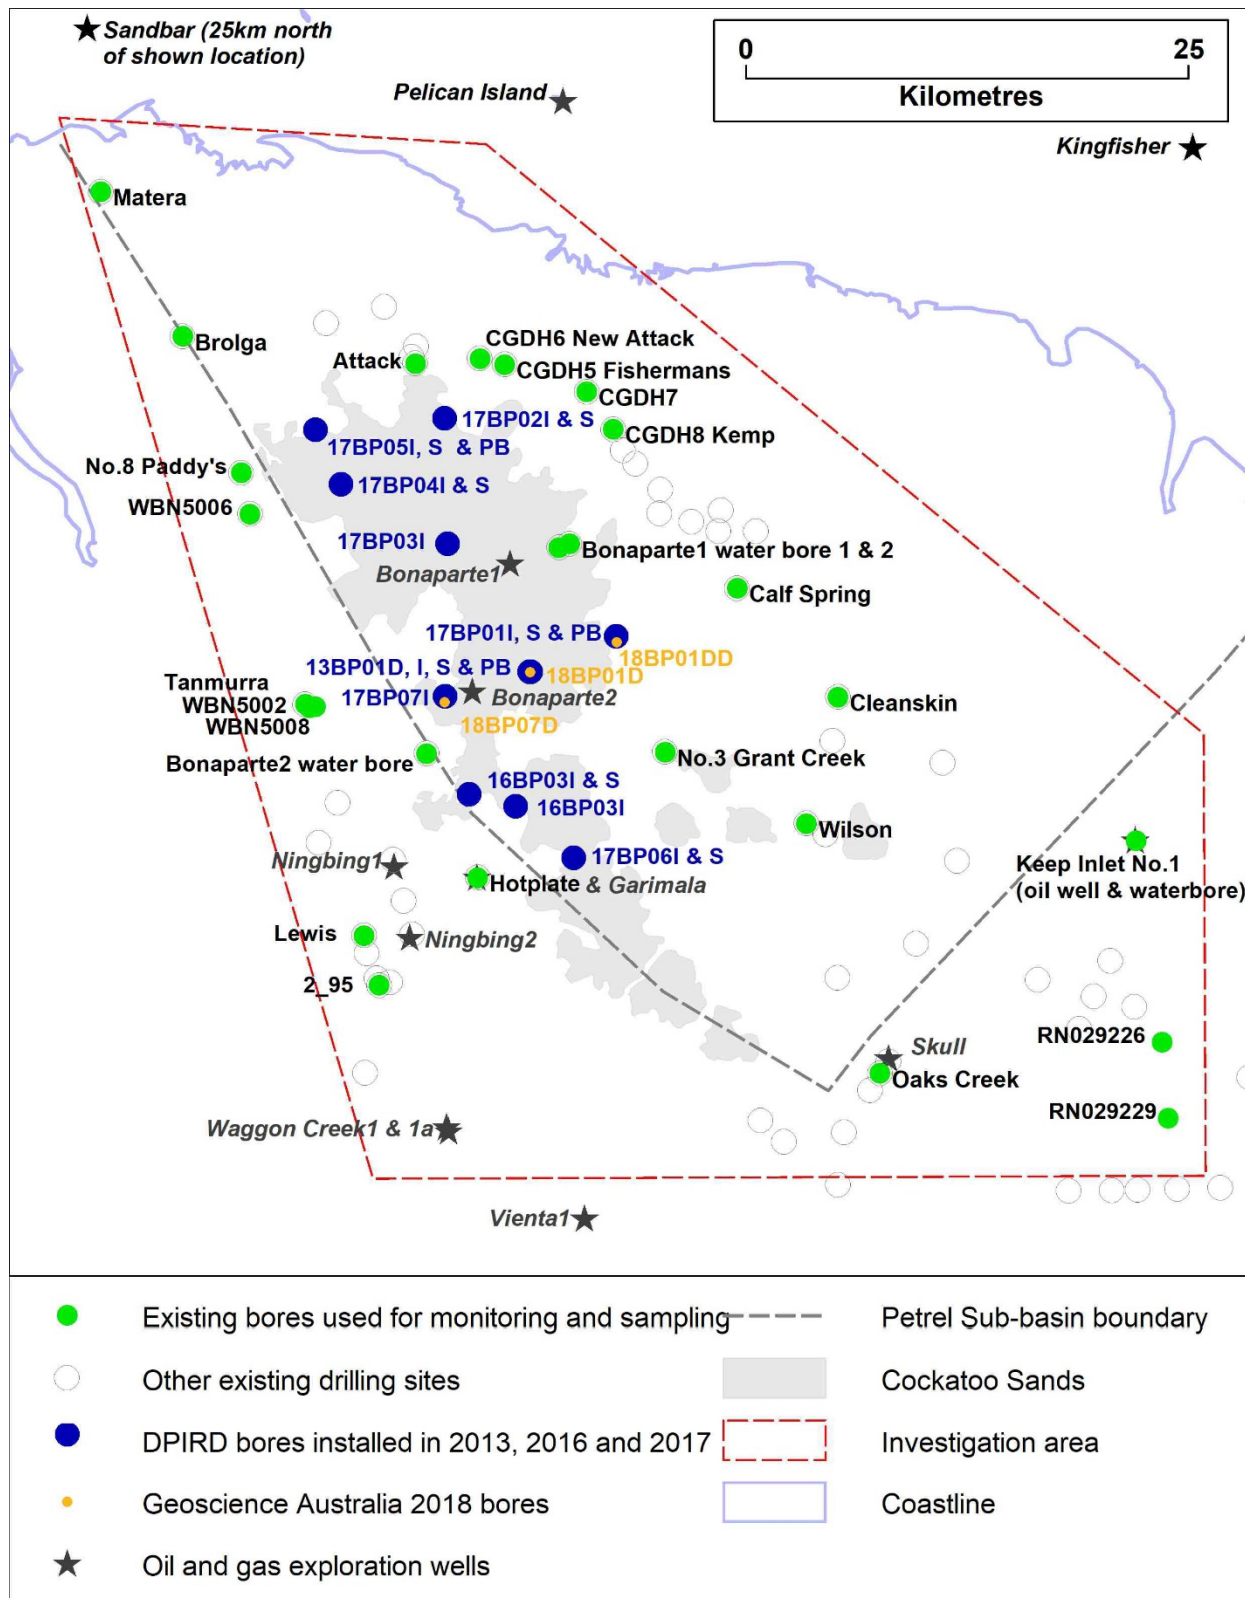 Sandbar (25km north
of shown location)
0 25
Kilometres
Pelican Island
Kingfisher
Matera
Brolga
CGDH6 New Attack
Attack
CGDH5 Fishermans
CGDH7
17BP02I & S
CGDH8 Kemp
17BP05I, S & PB
No.8 Paddy's
17BP04I & S
WBN5006
17BP03I
Bonaparte1 water bore 1 & 2
Bonaparte1
Calf Spring
17BP01I, S & PB
18BP01DD
13BP01D, I, S & PB
18BP01D
Tanmurra
17BP07I
Bonaparte2
WBN5002
Cleanskin
WBN5008
18BP07D
Bonaparte2 water bore
No.3 Grant Creek
16BP03I & S
16BP03I
Wilson
Ningbing1
17BP06I & S
Keep Inlet No.1
(oil well & waterbore)
Hotplate & Garimala
Lewis
Ningbing2
2_95
RN029226
Skull
Oaks Creek
RN029229
Waggon Creek1 & 1a
Vienta1
Existing bores used for monitoring and sampling
Petrel Sub-basin boundary
Other existing drilling sites
Cockatoo Sands
DPIRD bores installed in 2013, 2016 and 2017
Investigation area
Geoscience Australia 2018 bores
Coastline
Oil and gas exploration wells